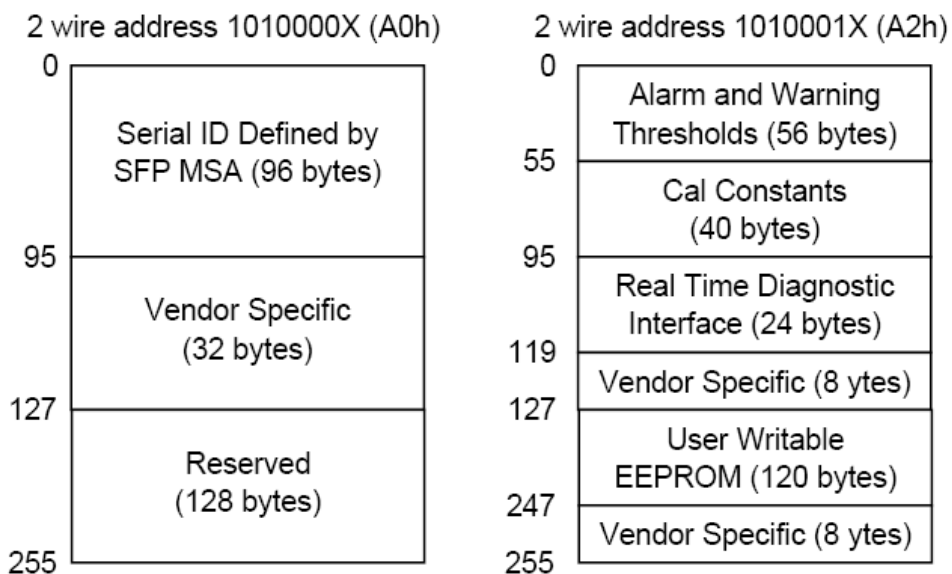 2 wire address 1010000X (A0h)
0
Serial ID Defined by
SFP MSA (96 bytes)
95
Vendor Specific
(32 bytes)
127
Reserved
(128 bytes)
255
2 wire address 1010001X (A2h)
0
Alarm and Warning
Thresholds (56 bytes)
55
Cal Constants
(40 bytes)
95
Real Time Diagnostic
Interface (24 bytes)
119
Vendor Specific (8 ytes)
127
User Writable
EEPROM (120 bytes)
247
Vendor Specific (8 ytes)
255